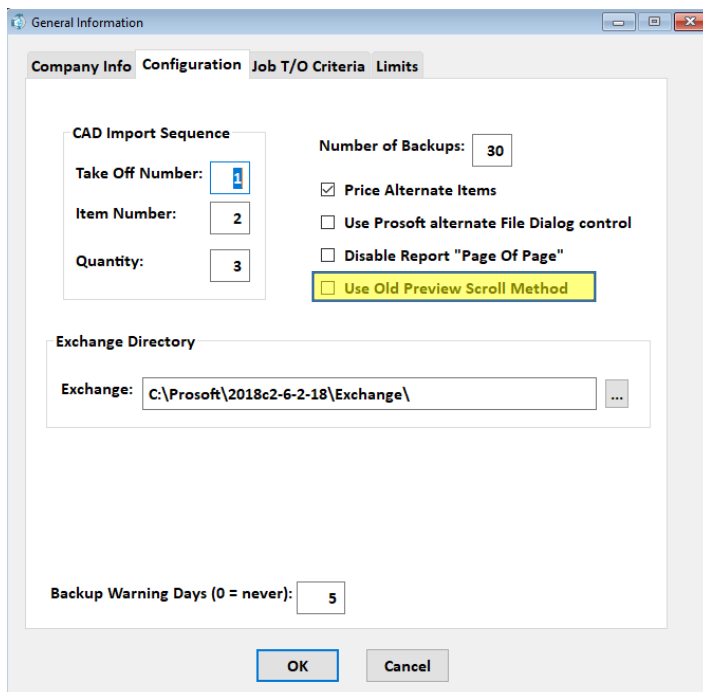 General Information
Company Info Configuration Job T/O Criteria Limits
CAD Import Sequence
Take Off Number: 1
Item Number: 2
Quantity: 3
Number of Backups: 30
Price Alternate Items
Use Prosoft alternate File Dialog control
Disable Report "Page Of Page"
Use Old Preview Scroll Method
Exchange Directory
Exchange: C:\Prosoft\2018c2-6-2-18\Exchange\ ...
Backup Warning Days (0 = never): 5
OK Cancel